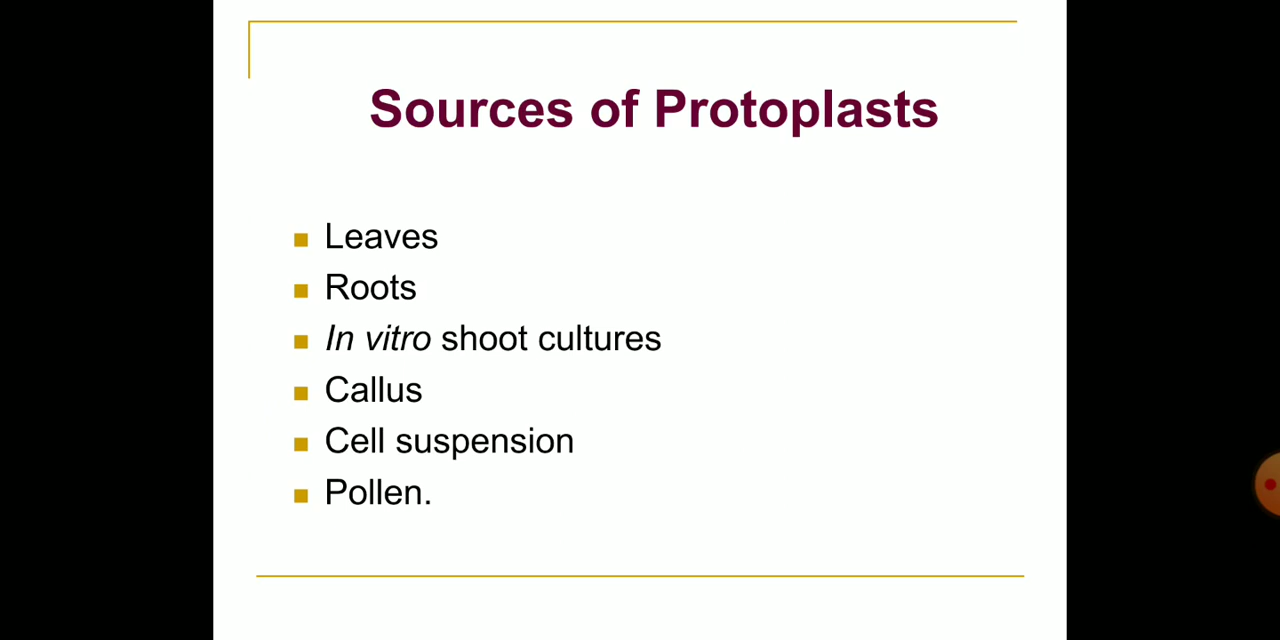 Sources of Protoplasts
Leaves
Roots
In vitro shoot cultures
Callus
Cell suspension
Pollen.